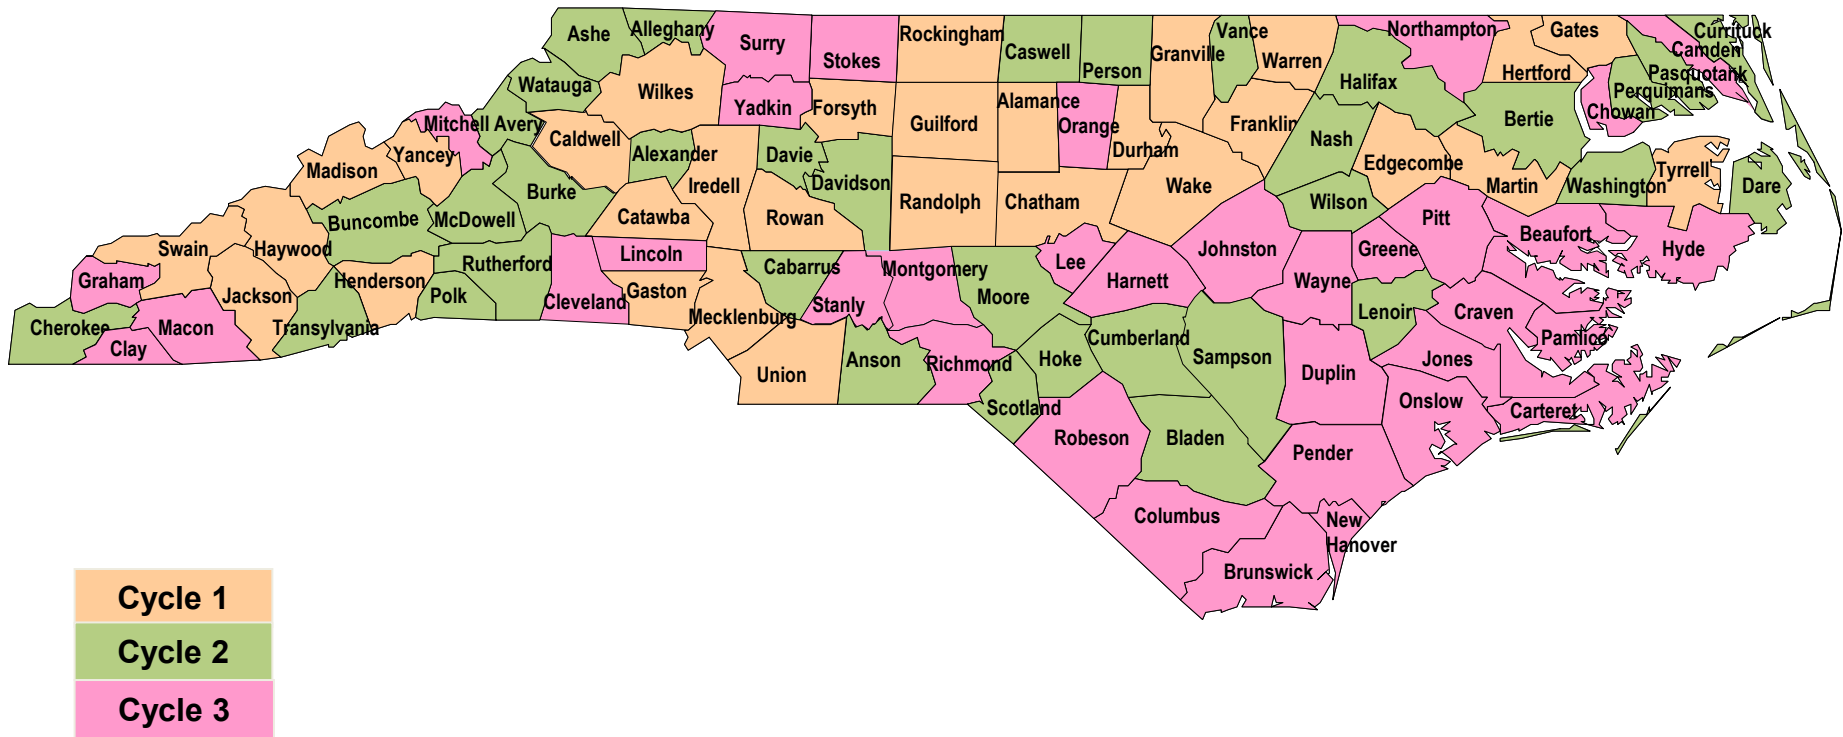 Ashe
Alleghany
Surry
Stokes
Rockingham
Caswell
Person
Granville
Vance
Warren
Northampton
Gates
Hertford
Currituck
Camden
Pasquotank
Perquimans
Chowan
Watauga
Wilkes
Yadkin
Forsyth
Guilford
Alamance
Orange
Durham
Franklin
Halifax
Bertie
Mitchell
Avery
Caldwell
Alexander
Iredell
Davie
Davidson
Randolph
Chatham
Wake
Nash
Edgecombe
Martin
Washington
Tyrrell
Dare
Madison
Yancey
Burke
McDowell
Buncombe
Catawba
Rowan
Wilson
Pitt
Beaufort
Hyde
Swain
Haywood
Graham
Jackson
Henderson
Rutherford
Polk
Cleveland
Lincoln
Gaston
Mecklenburg
Cabarrus
Stanly
Montgomery
Moore
Lee
Harnett
Johnston
Wayne
Greene
Lenoir
Craven
Pamlico
Cherokee
Clay
Macon
Transylvania
Union
Anson
Richmond
Scotland
Hoke
Cumberland
Sampson
Duplin
Jones
Onslow
Carteret
Robeson
Bladen
Pender
Columbus
New
Hanover
Brunswick
Cycle 1
Cycle 2
Cycle 3